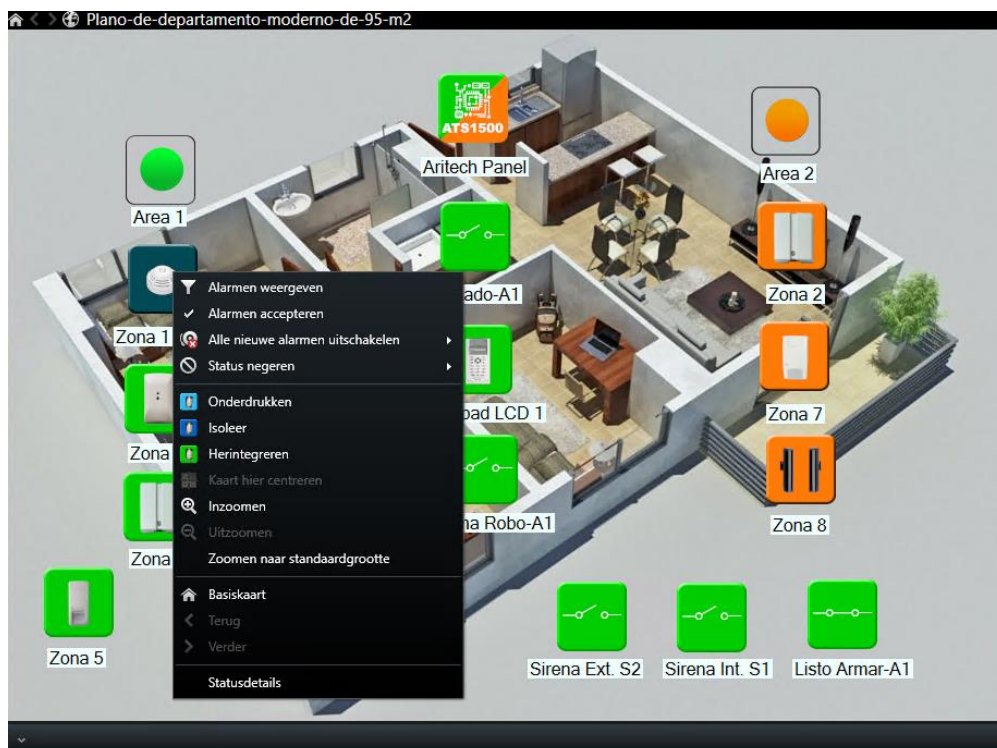 Plano-de-departamento-moderno-de-95-m2
ATS1500
Aritech Panel
Area 1
Area 2
Zona 1
Zona 2
Alarmen weergeven
Alarmen accepteren
Alle nieuwe alarmen uitschakelen
Status negeren
Onderdrukken
Isoleer
Herintegreren
Kaart hier centreren
Inzoomen
Uitzoomen
Zoomen naar standaardgrootte
Basiskaart
Terug
Verder
Statusdetails
ado-A1
pad LCD 1
Zona 7
Zona
na Robo-A1
Zona 8
Zona
Zona 5
Sirena Ext. S2
Sirena Int. S1
Listo Armar-A1